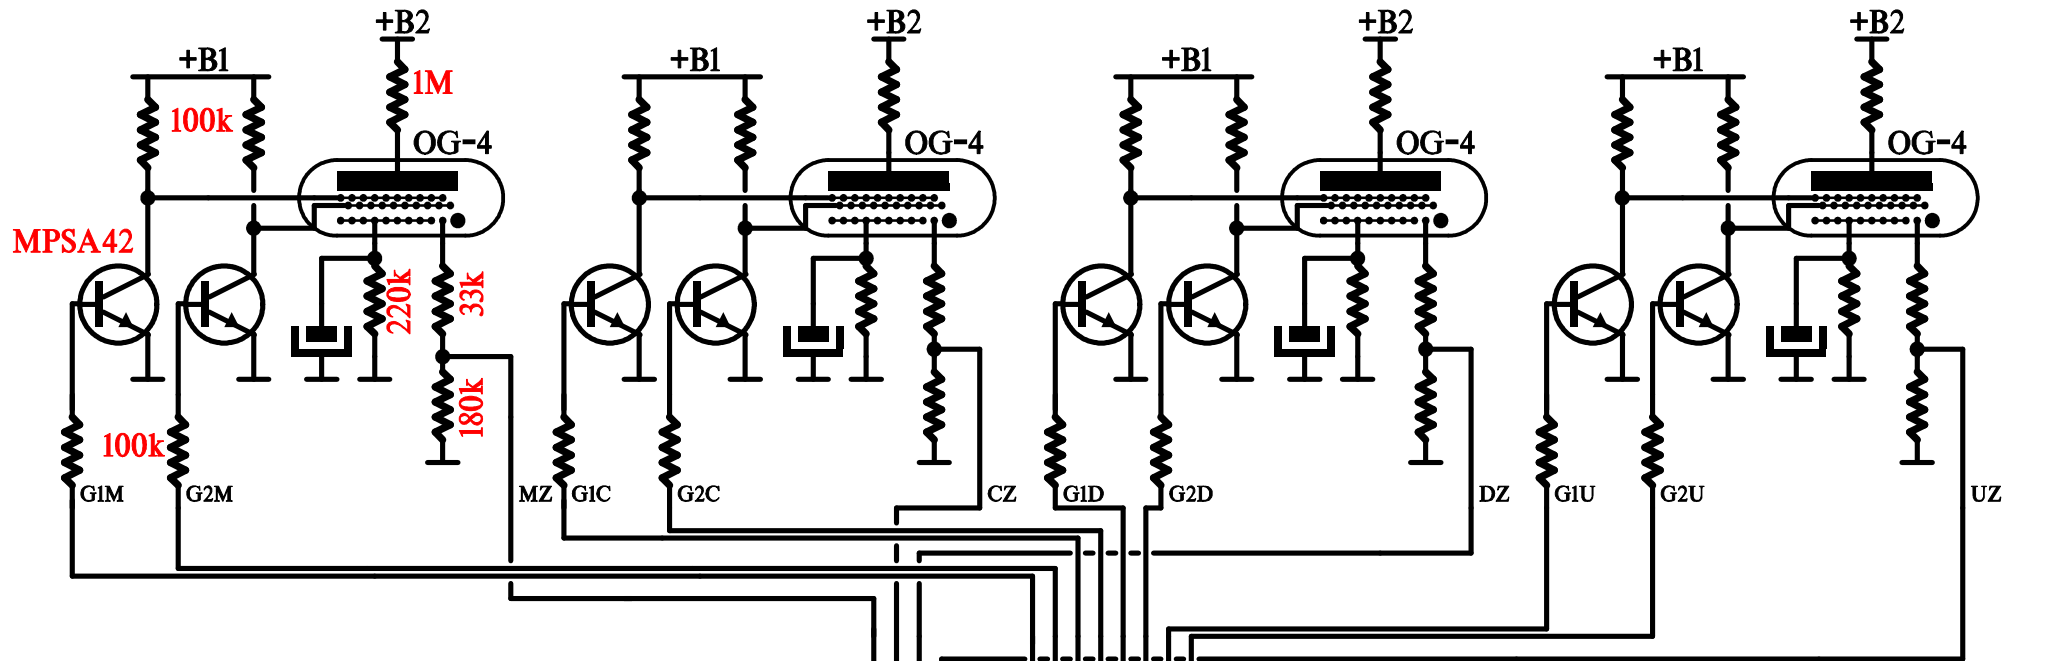 +B2 +B2 +B2 +B2
+B1 +B1 +B1 +B1
1M
100k
OG-4 OG-4 OG-4 OG-4
MPSA42
220k 33k
180k
100k
G1M G2M MZ G1C G2C CZ G1D G2D DZ G1U G2U UZ